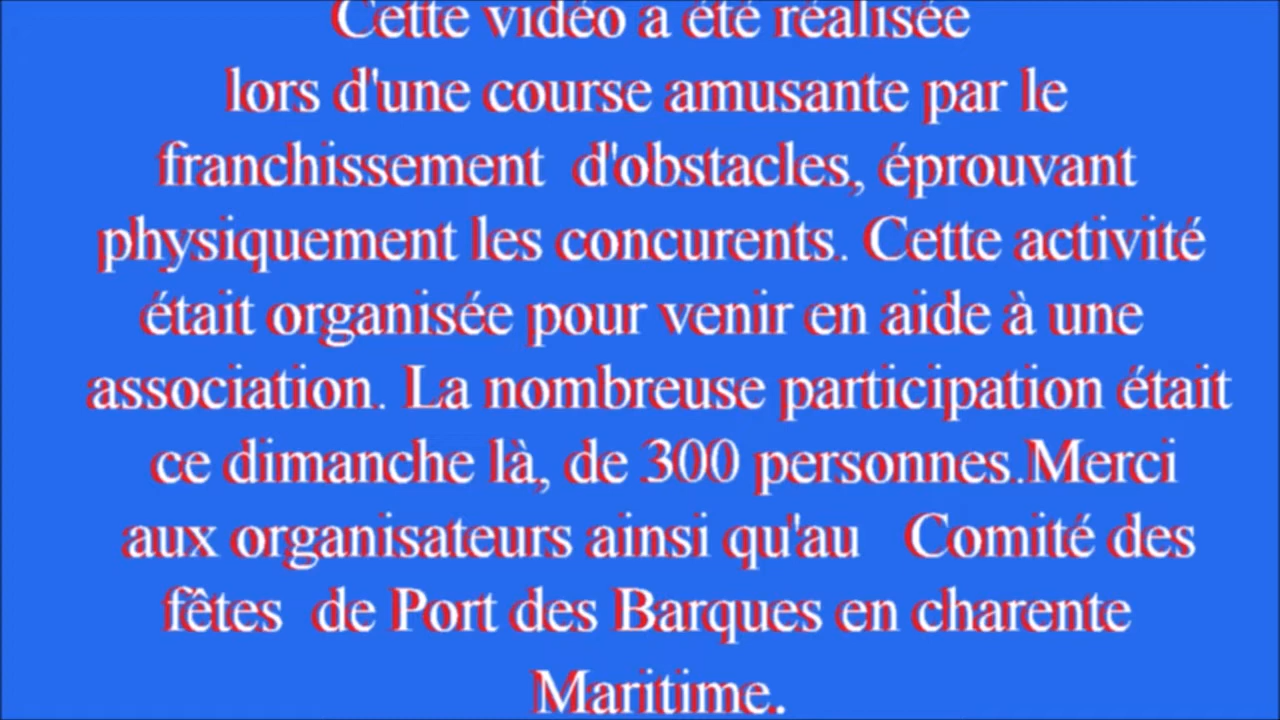 Cette vidéo a été réalisée
lors d'une course amusante par le
franchissement d'obstacles, éprouvant
physiquement les concurents. Cette activité
était organisée pour venir en aide à une
association. La nombreuse participation était
ce dimanche là, de 300 personnes.Merci
aux organisateurs ainsi qu'au Comité des
fêtes de Port des Barques en charente
Maritime.